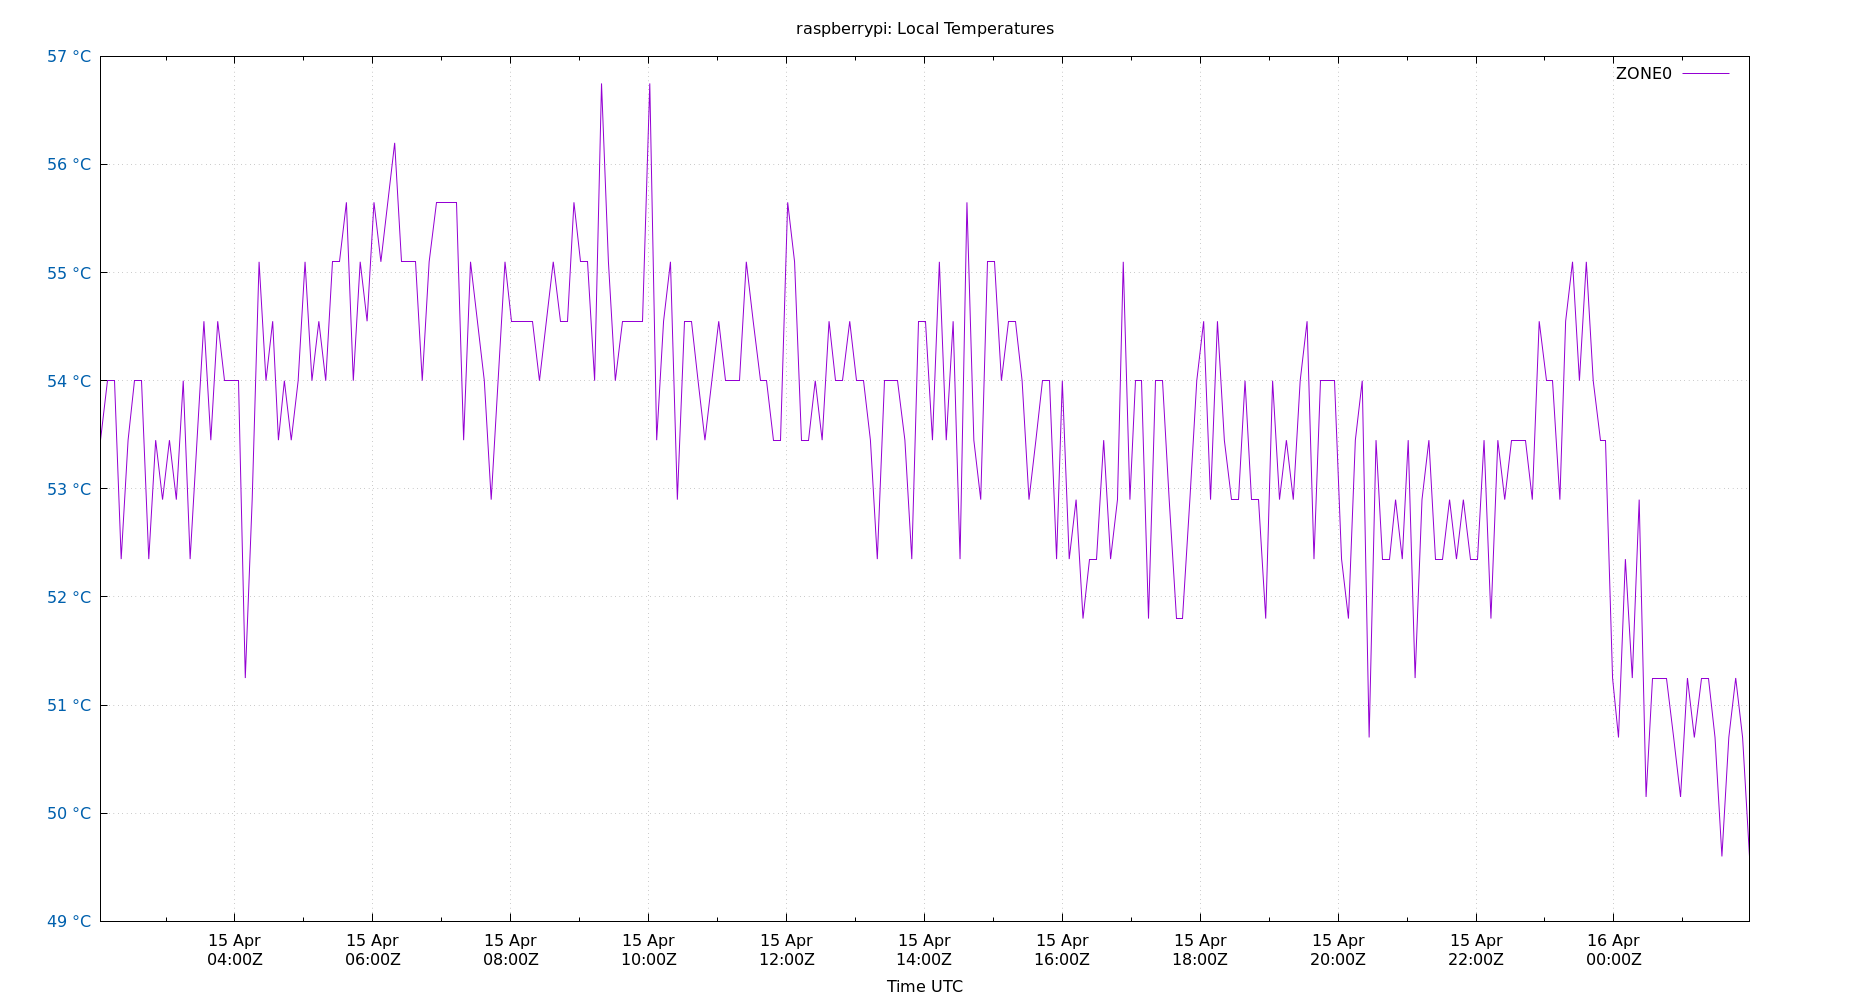 raspberrypi: Local Temperatures
57 °C
56 °C
55 °C
54 °C
53 °C
52 °C
51 °C
50 °C
49 °C
ZONE0
15 Apr 15 Apr 15 Apr 15 Apr 15 Apr 15 Apr 15 Apr 15 Apr 15 Apr 15 Apr 16 Apr
04:00Z 06:00Z 08:00Z 10:00Z 12:00Z 14:00Z 16:00Z 18:00Z 20:00Z 22:00Z 00:00Z
Time UTC